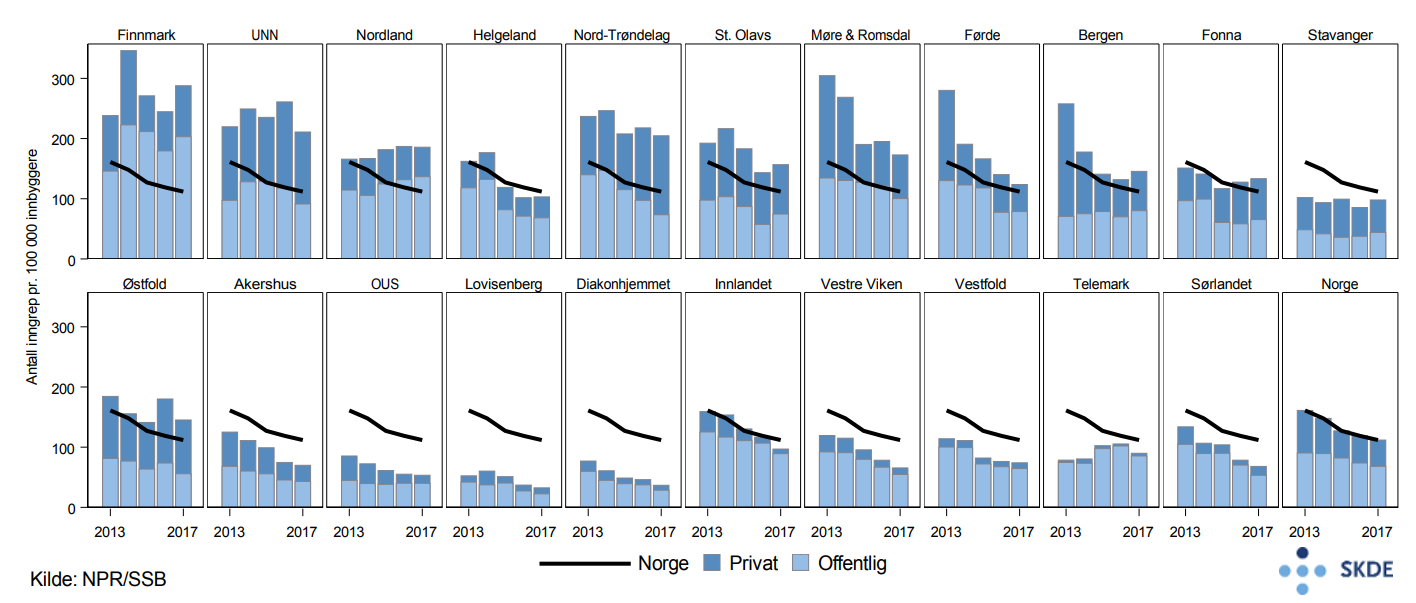 Finnmark UNN Nordland Helgeland Nord-Trøndelag St. Olavs Møre & Romsdal Førde Bergen Fonna Stavanger
300
200
100
0
Antall inngrep pr. 100 000 innbyggere
Østfold Akershus OUS Lovisenberg Diakonhjemmet Innlandet Vestre Viken Vestfold Telemark Sørlandet Norge
300
200
100
0
2013 2017 2013 2017 2013 2017 2013 2017 2013 2017 2013 2017 2013 2017 2013 2017 2013 2017 2013 2017 2013 2017
Norge Privat Offentlig
Kilde: NPR/SSB
SKDE